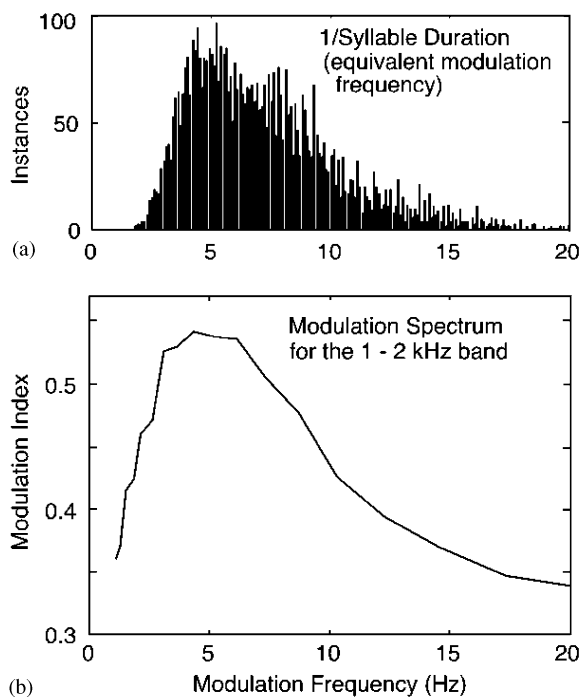 100
1/Syllable Duration
(equivalent modulation
frequency)
Instances
50
0
0 5 10 15 20
(a)
Modulation Spectrum
for the 1 - 2 kHz band
Modulation Index
0.5
0.4
0.3
0 5 10 15 20
(b)
Modulation Frequency (Hz)